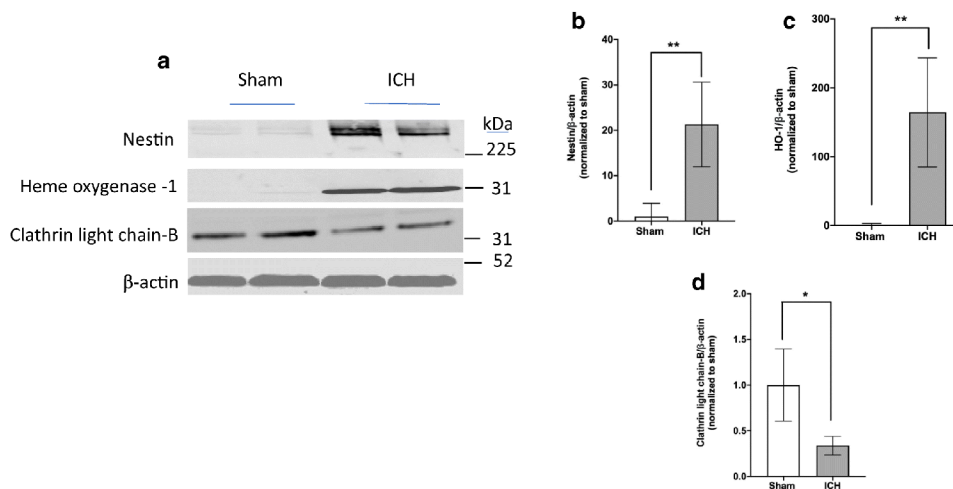 a
Sham ICH
kDa
Nestin
225
Heme oxygenase -1
31
Clathrin light chain-B
31
52
β-actin
b
Nestin/β-actin
(normalized to sham)
40
30
20
10
0
**
Sham ICH
c
HO-1/β-actin
(normalized to sham)
300
200
100
0
**
Sham ICH
d
Clathrin light chain-B/β-actin
(normalized to sham)
2.0
1.5
1.0
0.5
0.0
*
Sham ICH